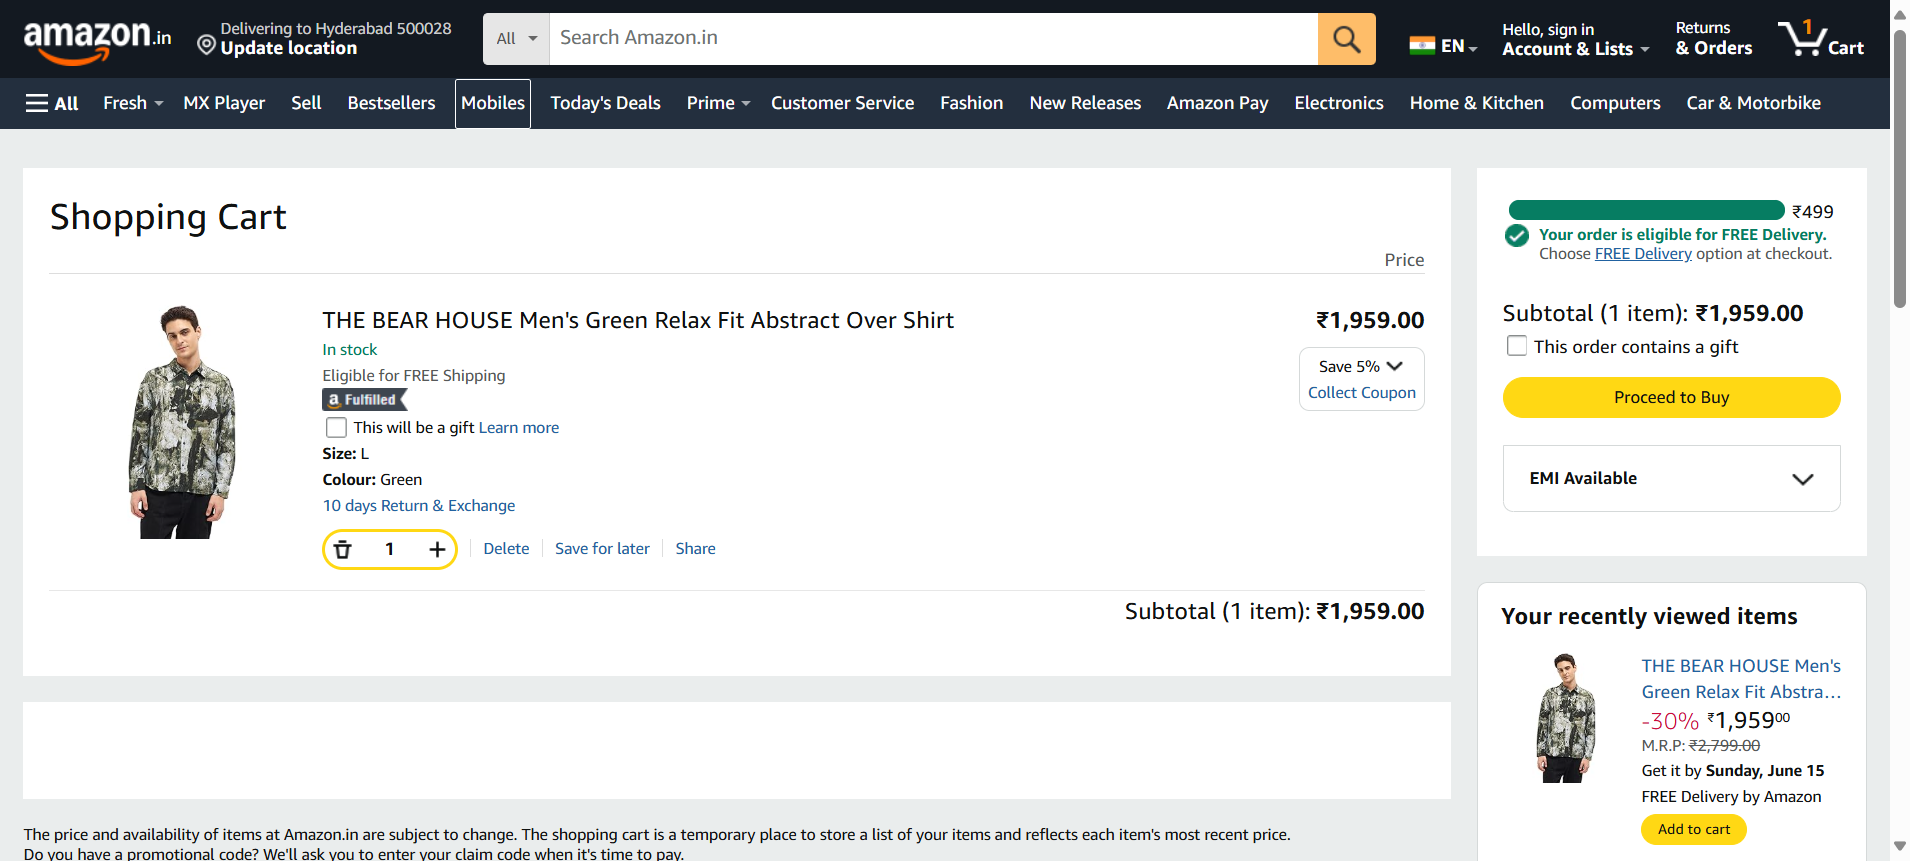 amazon.in
Delivering to Hyderabad 500028
Update location
All
Search Amazon.in
EN
Hello, sign in
Account & Lists
Returns
& Orders
1
Cart
All
Fresh
MX Player
Sell
Bestsellers
Mobiles
Today's Deals
Prime
Customer Service
Fashion
New Releases
Amazon Pay
Electronics
Home & Kitchen
Computers
Car & Motorbike
Shopping Cart
Price
THE BEAR HOUSE Men's Green Relax Fit Abstract Over Shirt
₹1,959.00
In stock
Save 5%
Collect Coupon
Eligible for FREE Shipping
a Fulfilled
This will be a gift Learn more
Size: L
Colour: Green
10 days Return & Exchange
1
Delete
Save for later
Share
Subtotal (1 item): ₹1,959.00
₹499
Your order is eligible for FREE Delivery.
Choose FREE Delivery option at checkout.
Subtotal (1 item): ₹1,959.00
This order contains a gift
Proceed to Buy
EMI Available
Your recently viewed items
THE BEAR HOUSE Men's
Green Relax Fit Abstra...
-30% ₹1,95900
M.R.P: ₹2,799.00
Get it by Sunday, June 15
FREE Delivery by Amazon
Add to cart
The price and availability of items at Amazon.in are subject to change. The shopping cart is a temporary place to store a list of your items and reflects each item's most recent price.
Do you have a promotional code? We'll ask you to enter your claim code when it's time to pay.